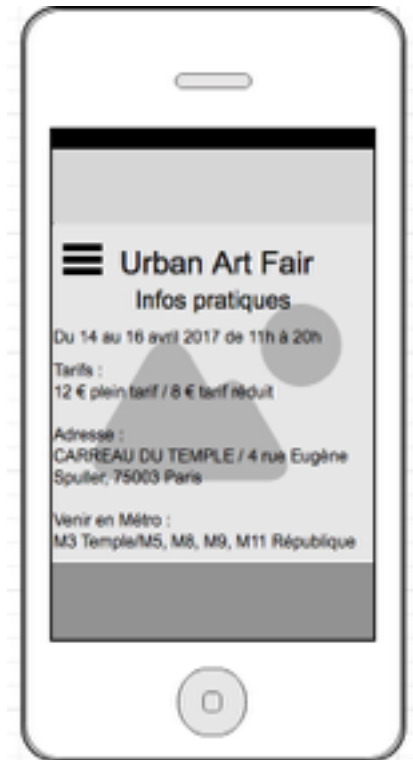 Urban Art Fair
Infos pratiques
Du 14 au 16 avril 2017 de 11h à 20h
Tarifs :
12 € plein tarif / 8 € tarif réduit
Adresse :
CARREAU DU TEMPLE / 4 rue Eugène
Spuller, 75003 Paris
Venir en Métro :
M3 Temple/M5, M8, M9, M11 République